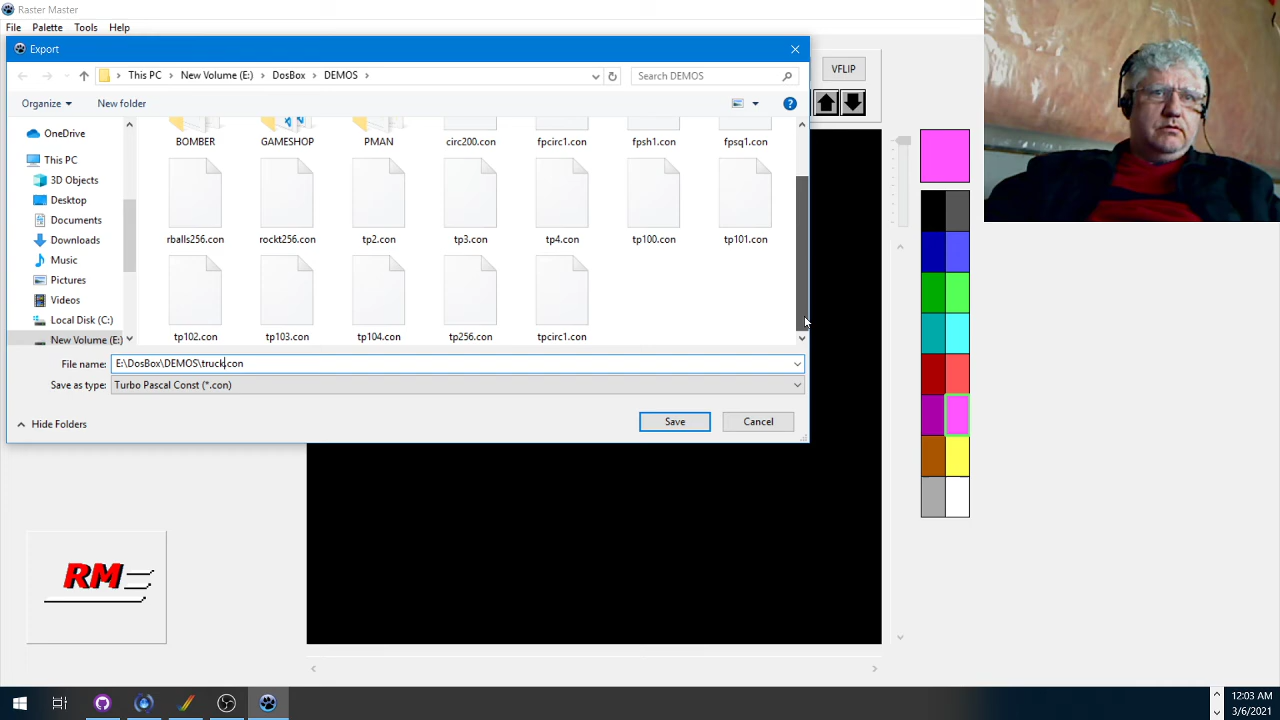 Raster Master
File Palette Tools Help
Export
This PC > New Volume (E:) > DosBox > DEMOS >
Search DEMOS
VFLIP
Organize
New folder
OneDrive
This PC
3D Objects
Desktop
Documents
Downloads
Music
Pictures
Videos
Local Disk (C:)
New Volume (E:)
BOMBER GAMESHOP PMAN circ200.con fpcirc1.con fpsh1.con fpsq1.con
rballs256.con rockt256.con tp2.con tp3.con tp4.con tp100.con tp101.con
tp102.con tp103.con tp104.con tp256.con tpcirc1.con
File name: E:\DosBox\DEMOS\truck.con
Save as type: Turbo Pascal Const (*.con)
Hide Folders
Save
Cancel
RM
12:03 AM
3/6/2021